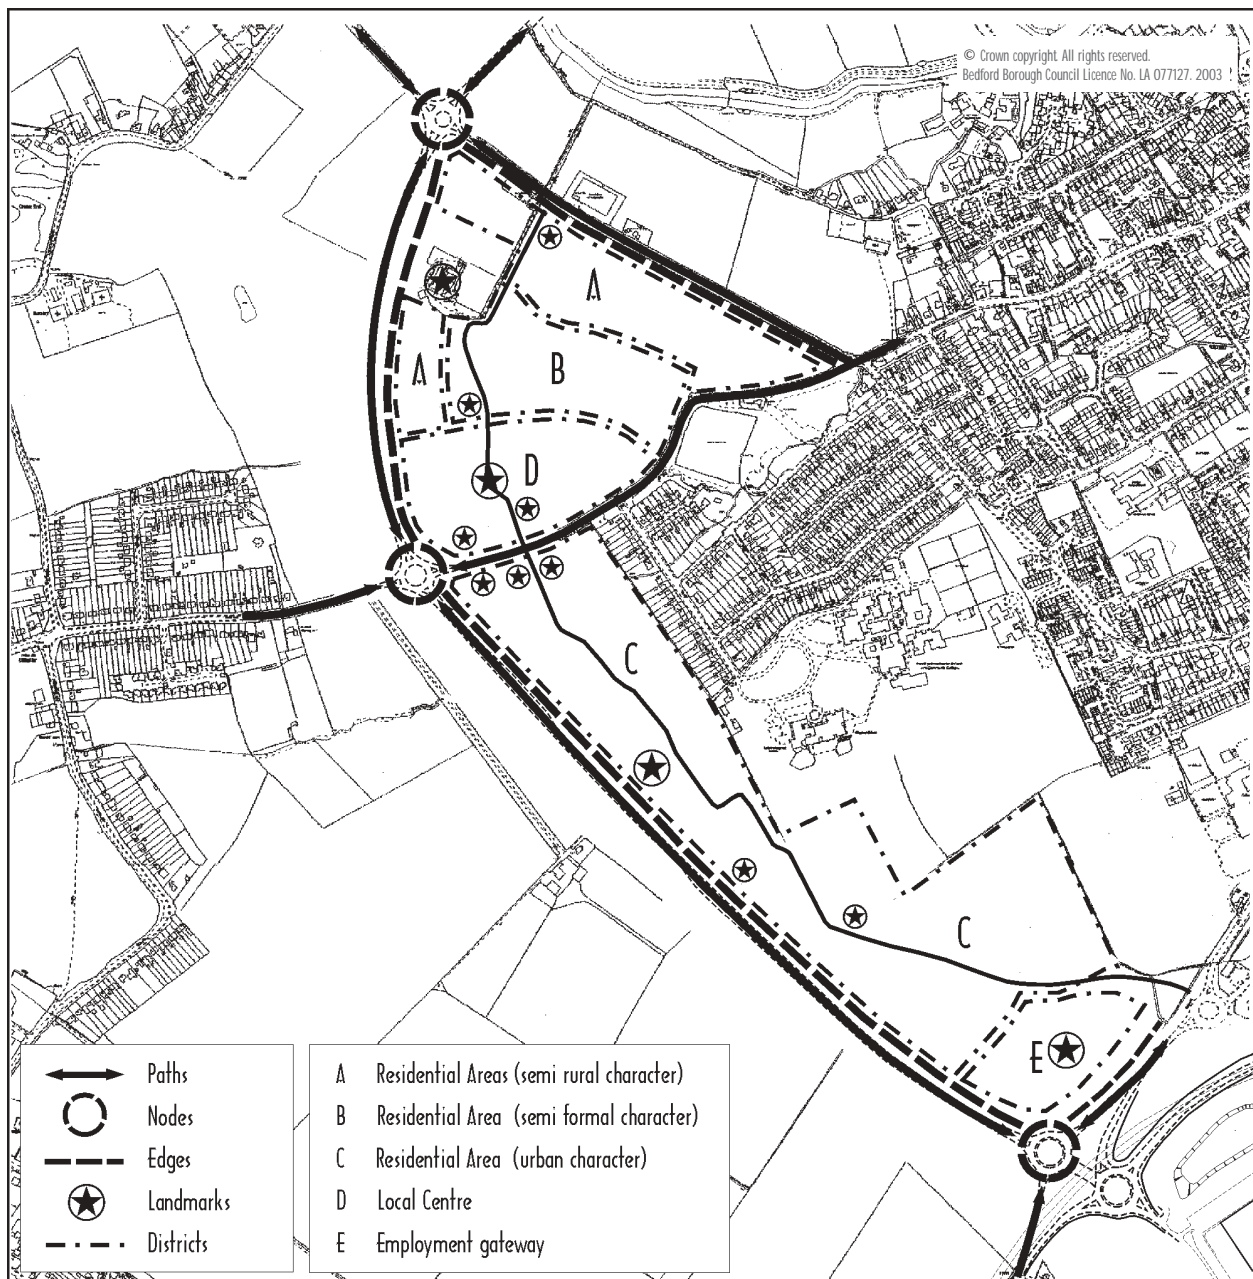 © Crown copyright. All rights reserved.
Bedford Borough Council Licence No. LA 077127. 2003
A
A
B
D
C
C
E
Paths
Nodes
Edges
Landmarks
Districts
A Residential Areas (semi rural character)
B Residential Area (semi formal character)
C Residential Area (urban character)
D Local Centre
E Employment gateway